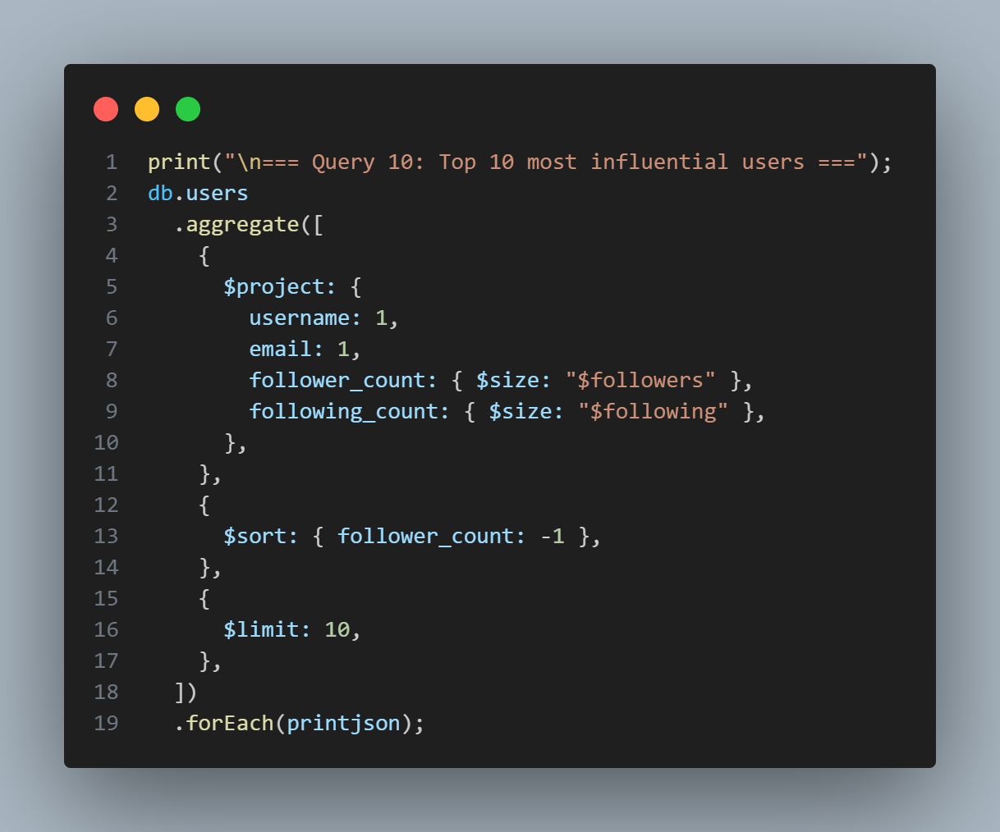 1 print("\n=== Query 10: Top 10 most influential users ===");
2 db.users
3   .aggregate([
4     {
5       $project: {
6         username: 1,
7         email: 1,
8         follower_count: { $size: "$followers" },
9         following_count: { $size: "$following" },
10       },
11     },
12     {
13       $sort: { follower_count: -1 },
14     },
15     {
16       $limit: 10,
17     },
18   ])
19   .forEach(printjson);